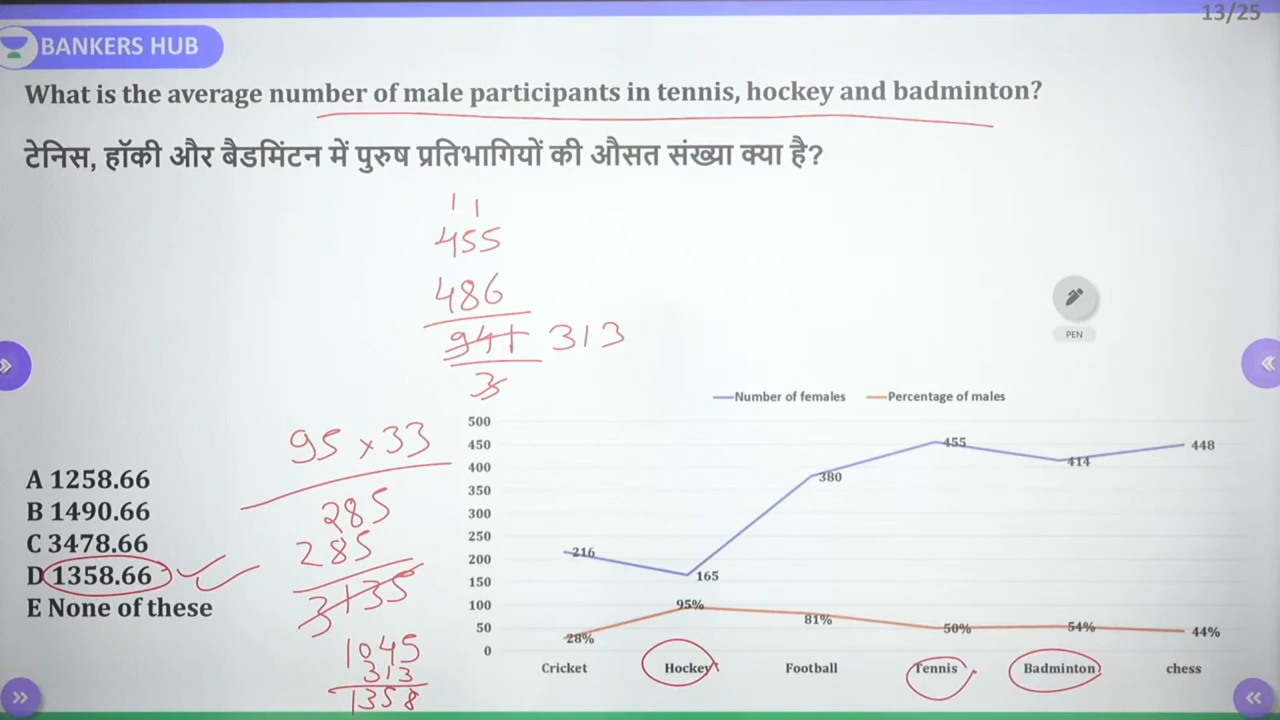 13/25
BANKERS HUB
What is the average number of male participants in tennis, hockey and badminton?
टेनिस, हॉकी और बैडमिंटन में पुरुष प्रतिभागियों की औसत संख्या क्या है?
1 1
455
486
941 313
3
PEN
95 x 33
285
285
3135
1045
313
1358
A 1258.66
B 1490.66
C 3478.66
D 1358.66
E None of these
Number of females Percentage of males
500
450
400
350
300
250
200
150
100
50
0
216 165 380 455 414 448
28% 95% 81% 50% 54% 44%
Cricket Hockey Football Tennis Badminton chess